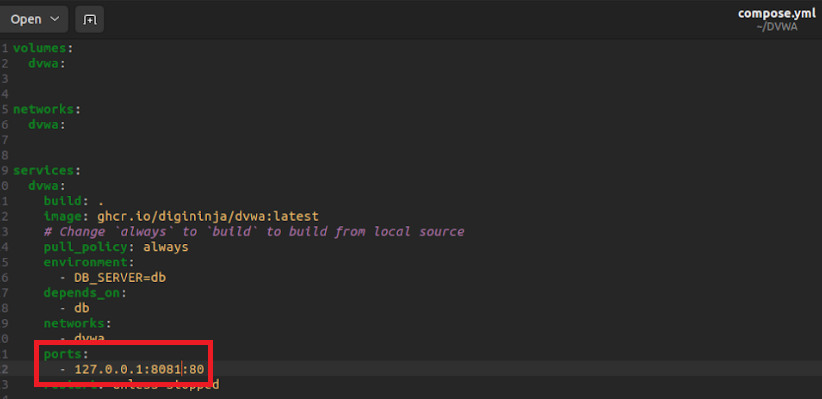 Open
compose.yml
~/DVWA
1 volumes:
2   dvwa:
3
4
5 networks:
6   dvwa:
7
8
9 services:
0   dvwa:
1     build: .
2     image: ghcr.io/digininja/dvwa:latest
3     # Change `always` to `build` to build from local source
4     pull_policy: always
5     environment:
6       - DB_SERVER=db
7     depends_on:
8       - db
9     networks:
0       - dvwa
1     ports:
2       - 127.0.0.1:8081:80
3     restart: unless-stopped